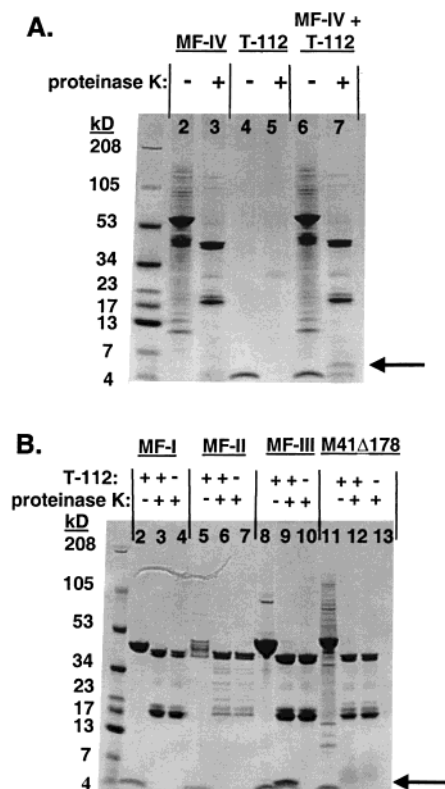 A.
MF-IV +
MF-IV T-112 T-112
proteinase K: - + - + - +
kD 2 3 4 5 6 7
208
105
53
34
23
17
13
7
4
B.
MF-I MF-II MF-III M41Δ178
T-112: + + - + + - + + - + + -
proteinase K: - + + - + + - + + - + +
kD 2 3 4 5 6 7 8 9 10 11 12 13
208
105
53
34
23
17
13
7
4